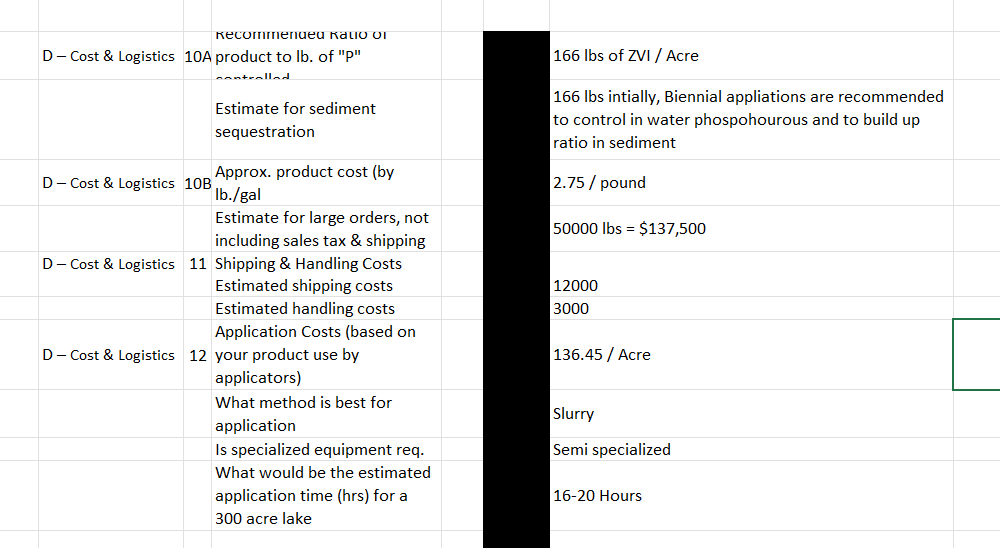 Recommended Ratio of
D – Cost & Logistics 10A product to lb. of "P" 166 lbs of ZVI / Acre
controlled
Estimate for sediment
sequestration
166 lbs intially, Biennial appliations are recommended
to control in water phospohourous and to build up
ratio in sediment
D – Cost & Logistics 10B
Approx. product cost (by
lb./gal
2.75 / pound
Estimate for large orders, not
including sales tax & shipping
50000 lbs = $137,500
D – Cost & Logistics 11 Shipping & Handling Costs
Estimated shipping costs 12000
Estimated handling costs 3000
D – Cost & Logistics 12
Application Costs (based on
your product use by
applicators)
136.45 / Acre
What method is best for
application
Slurry
Is specialized equipment req. Semi specialized
What would be the estimated
application time (hrs) for a
300 acre lake
16-20 Hours